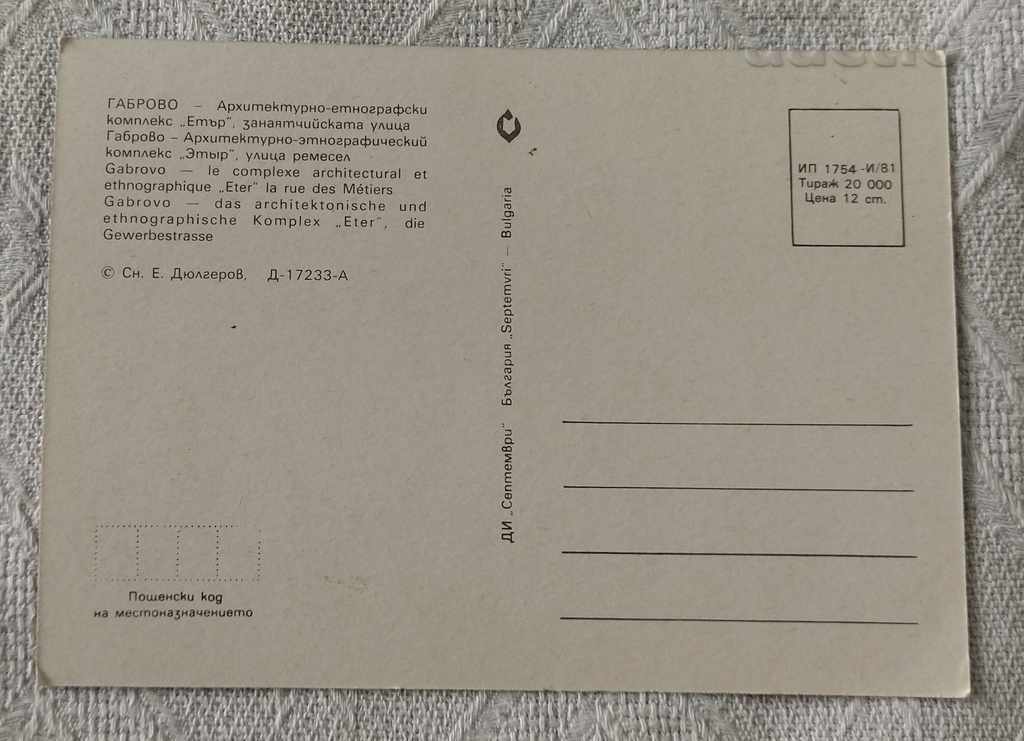 ГАБРОВО – Архитектурно-етнографски
комплекс „Етър", занаятчийската улица
Габрово – Архитектурно-этнографический
комплекс „Этыр", улица ремесел
Gabrovo — le complexe architectural et
ethnographique „Eter" la rue des Métiers
Gabrovo — das architektonische und
ethnographische Komplex „Eter", die
Gewerbestrasse
© Сн. Е. Дюлгеров, Д-17233-А
Пощенски код
на местоназначението
ДИ „Септември" България „Septemvri" — Bulgaria
ИП 1754-И/81
Тираж 20 000
Цена 12 ст.